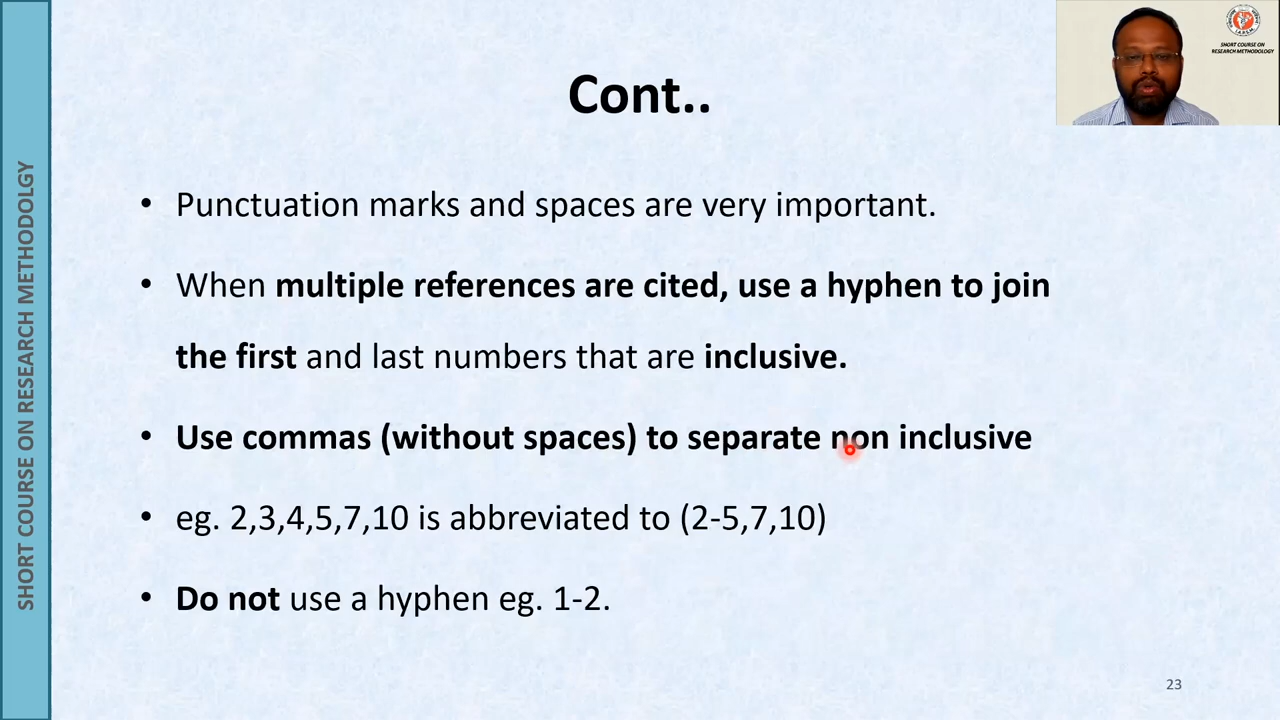 SHORT COURSE ON RESEARCH METHODOLGY
SHORT COURSE ON
RESEARCH METHODOLOGY
Cont..
• Punctuation marks and spaces are very important.
• When multiple references are cited, use a hyphen to join
the first and last numbers that are inclusive.
• Use commas (without spaces) to separate non inclusive
• eg. 2,3,4,5,7,10 is abbreviated to (2-5,7,10)
• Do not use a hyphen eg. 1-2.
23